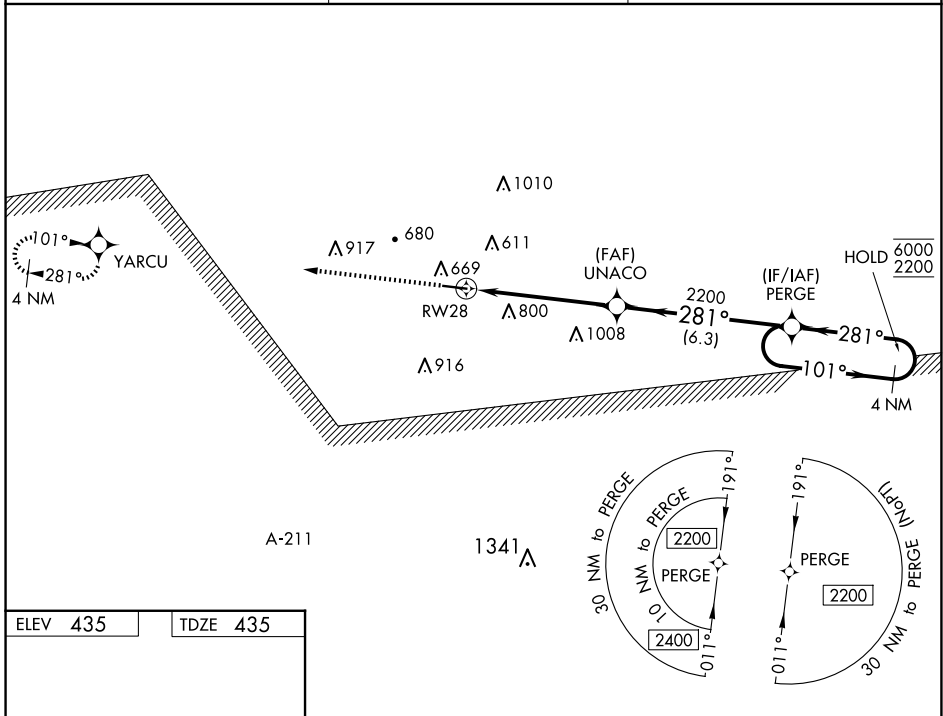 1010
101°
YARCU
281°
4 NM
917
680
611
669
RW28
800
(FAF)
UNACO
1008
2200
281°
(6.3)
(IF/IAF)
PERGE
HOLD
6000
2200
281°
101°
4 NM
916
A-211
1341
30 NM to PERGE
10 NM to PERGE
191°
2200
PERGE
2400
011°
191°
30 NM to PERGE (NoPT)
PERGE
2200
011°
ELEV 435
TDZE 435